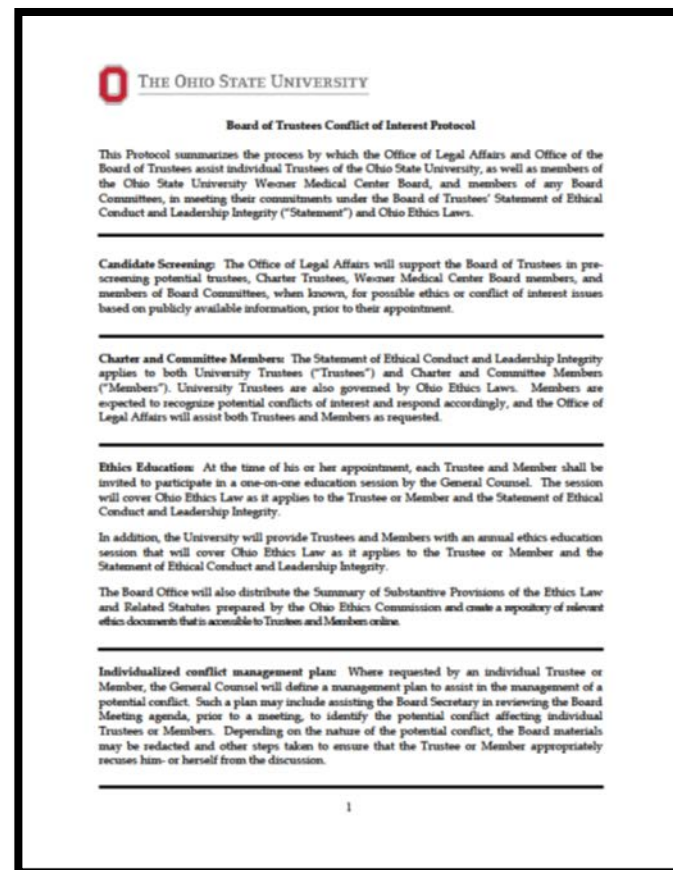 THE OHIO STATE UNIVERSITY
Board of Trustees Conflict of Interest Protocol
This Protocol summarizes the process by which the Office of Legal Affairs and Office of the
Board of Trustees assist individual Trustees of the Ohio State University, as well as members of
the Ohio State University Wexner Medical Center Board, and members of any Board
Committees, in meeting their commitments under the Board of Trustees' Statement of Ethical
Conduct and Leadership Integrity ("Statement") and Ohio Ethics Laws.
Candidate Screening: The Office of Legal Affairs will support the Board of Trustees in pre-
screening potential trustees, Charter Trustees, Wexner Medical Center Board members, and
members of Board Committees, when known, for possible ethics or conflict of interest issues
based on publicly available information, prior to their appointment.
Charter and Committee Members: The Statement of Ethical Conduct and Leadership Integrity
applies to both University Trustees ("Trustees") and Charter and Committee Members
("Members"). University Trustees are also governed by Ohio Ethics Laws. Members are
expected to recognize potential conflicts of interest and respond accordingly, and the Office of
Legal Affairs will assist both Trustees and Members as requested.
Ethics Education: At the time of his or her appointment, each Trustee and Member shall be
invited to participate in a one-on-one education session by the General Counsel. The session
will cover Ohio Ethics Law as it applies to the Trustee or Member and the Statement of Ethical
Conduct and Leadership Integrity.
In addition, the University will provide Trustees and Members with an annual ethics education
session that will cover Ohio Ethics Law as it applies to the Trustee or Member and the
Statement of Ethical Conduct and Leadership Integrity.
The Board Office will also distribute the Summary of Substantive Provisions of the Ethics Law
and Related Statutes prepared by the Ohio Ethics Commission and create a repository of relevant
ethics documents that is accessible to Trustees and Members online.
Individualized conflict management plan: Where requested by an individual Trustee or
Member, the General Counsel will define a management plan to assist in the management of a
potential conflict. Such a plan may include assisting the Board Secretary in reviewing the Board
Meeting agenda, prior to a meeting, to identify the potential conflict affecting individual
Trustees or Members. Depending on the nature of the potential conflict, the Board materials
may be redacted and other steps taken to ensure that the Trustee or Member appropriately
recuses him- or herself from the discussion.
1